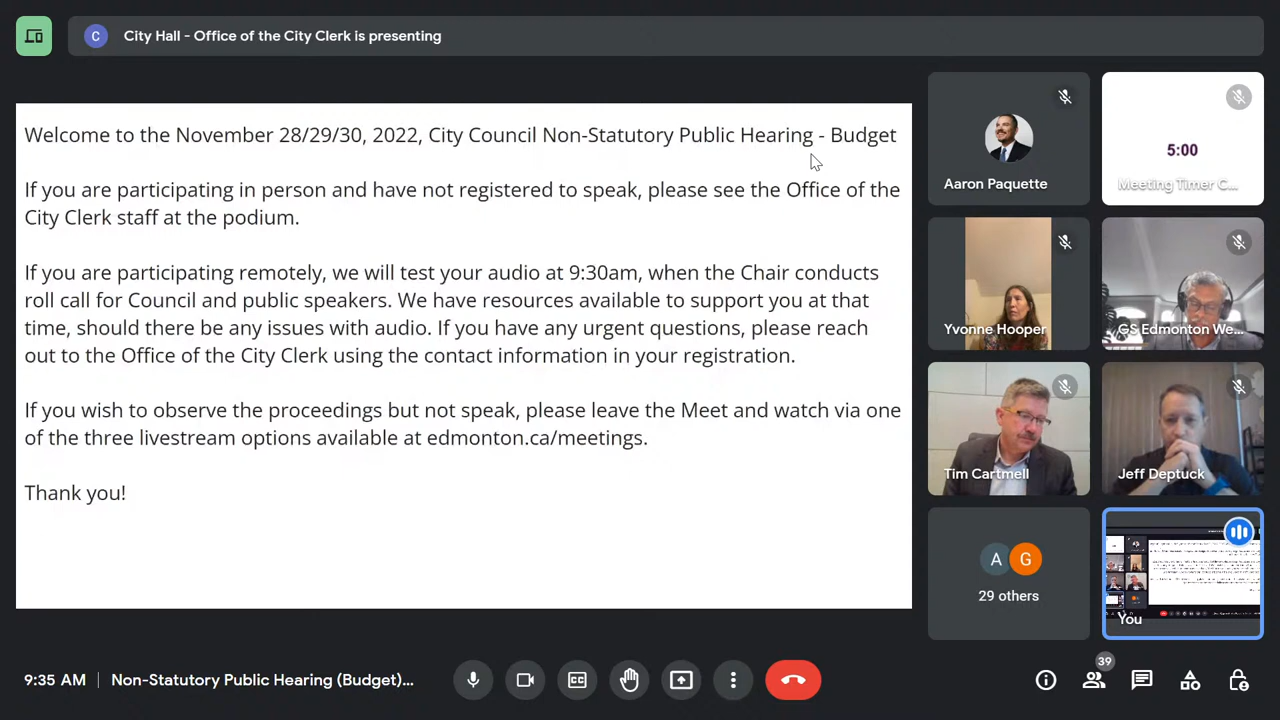 C
City Hall - Office of the City Clerk is presenting
Welcome to the November 28/29/30, 2022, City Council Non-Statutory Public Hearing - Budget
If you are participating in person and have not registered to speak, please see the Office of the
City Clerk staff at the podium.
If you are participating remotely, we will test your audio at 9:30am, when the Chair conducts
roll call for Council and public speakers. We have resources available to support you at that
time, should there be any issues with audio. If you have any urgent questions, please reach
out to the Office of the City Clerk using the contact information in your registration.
If you wish to observe the proceedings but not speak, please leave the Meet and watch via one
of the three livestream options available at edmonton.ca/meetings.
Thank you!
Aaron Paquette
5:00
Meeting Timer C...
Yvonne Hooper
GS Edmonton We...
Tim Cartmell
Jeff Deptuck
A G
29 others
You
9:35 AM | Non-Statutory Public Hearing (Budget)...
CC
39